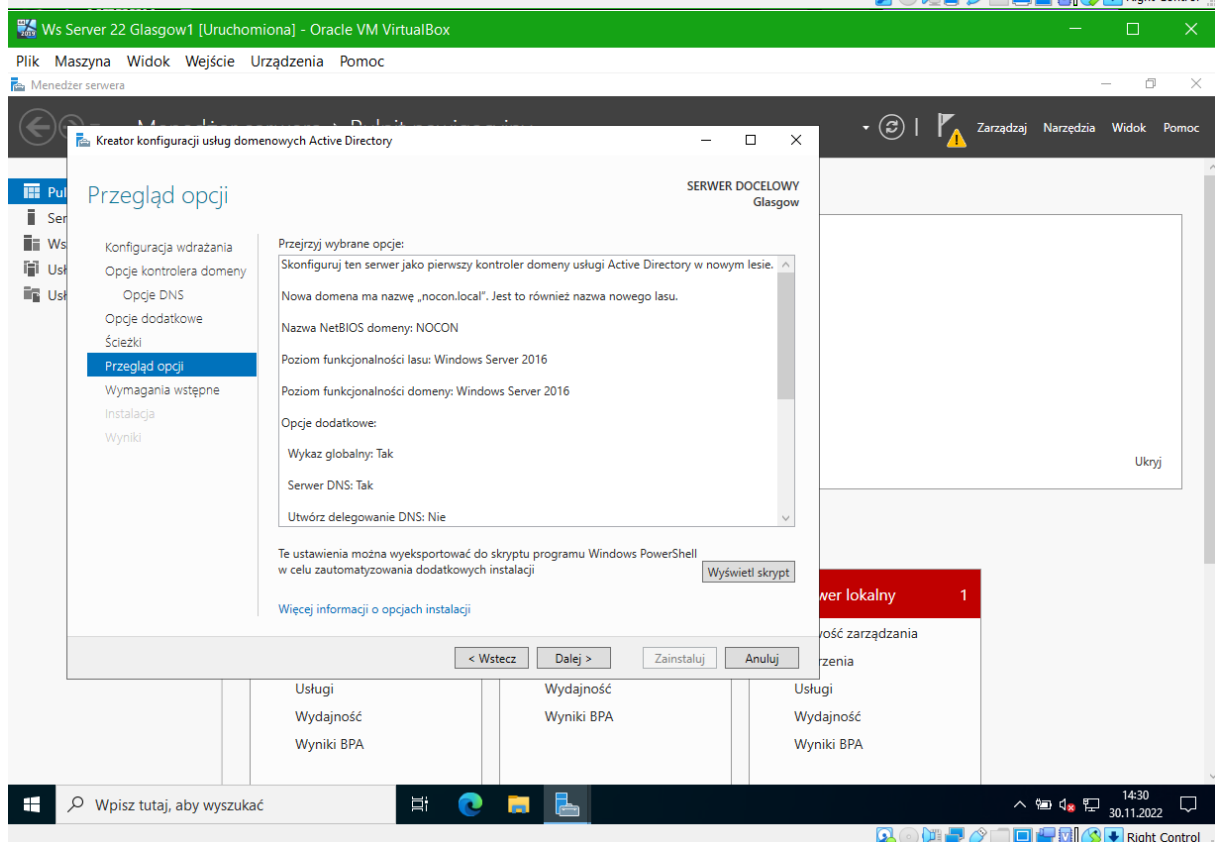 Right Control
Ws Server 22 Glasgow1 [Uruchomiona] - Oracle VM VirtualBox
Plik Maszyna Widok Wejście Urządzenia Pomoc
Menedżer serwera
Zarządzaj Narzędzia Widok Pomoc
Kreator konfiguracji usług domenowych Active Directory
Przegląd opcji
SERWER DOCELOWY
Glasgow
Pul
Ser
Ws
Usł
Usł
Konfiguracja wdrażania
Opcje kontrolera domeny
Opcje DNS
Opcje dodatkowe
Ścieżki
Przegląd opcji
Wymagania wstępne
Instalacja
Wyniki
Przejrzyj wybrane opcje:
Skonfiguruj ten serwer jako pierwszy kontroler domeny usługi Active Directory w nowym lesie.
Nowa domena ma nazwę „nocon.local”. Jest to również nazwa nowego lasu.
Nazwa NetBIOS domeny: NOCON
Poziom funkcjonalności lasu: Windows Server 2016
Poziom funkcjonalności domeny: Windows Server 2016
Opcje dodatkowe:
Wykaz globalny: Tak
Serwer DNS: Tak
Utwórz delegowanie DNS: Nie
Te ustawienia można wyeksportować do skryptu programu Windows PowerShell
w celu zautomatyzowania dodatkowych instalacji
Wyświetl skrypt
Więcej informacji o opcjach instalacji
< Wstecz Dalej > Zainstaluj Anuluj
Ukryj
wer lokalny 1
wość zarządzania
rzenia
Usługi
Wydajność
Wyniki BPA
Wydajność
Wyniki BPA
Usługi
Wydajność
Wyniki BPA
Wpisz tutaj, aby wyszukać
14:30
30.11.2022
Right Control